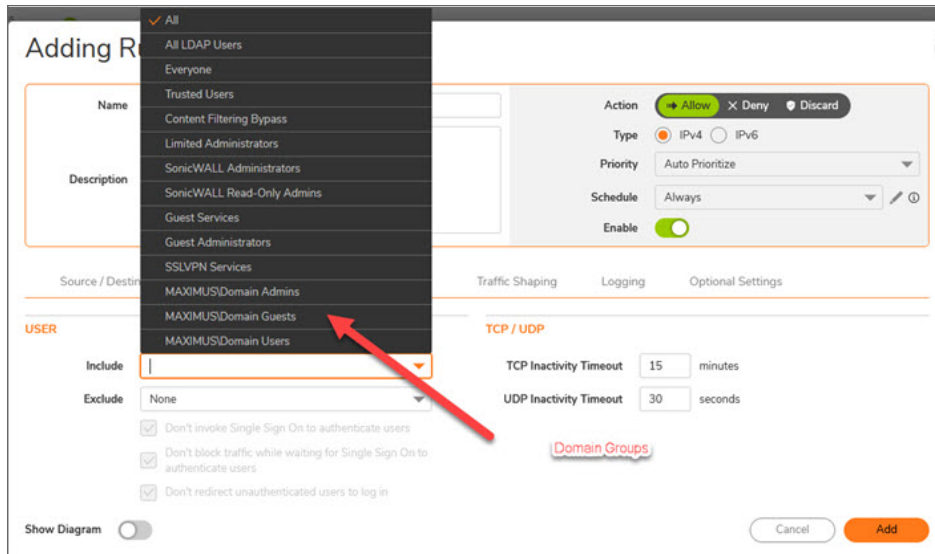 All
All LDAP Users
Everyone
Trusted Users
Content Filtering Bypass
Limited Administrators
SonicWALL Administrators
SonicWALL Read-Only Admins
Guest Services
Guest Administrators
SSLVPN Services
MAXIMUS\Domain Admins
MAXIMUS\Domain Guests
MAXIMUS\Domain Users
Adding R
Name
Description
Action Allow Deny Discard
Type IPv4 IPv6
Priority Auto Prioritize
Schedule Always
Enable
Source / Destin
Traffic Shaping Logging Optional Settings
USER
Include
Exclude None
Don't invoke Single Sign On to authenticate users
Don't block traffic while waiting for Single Sign On to
authenticate users
Don't redirect unauthenticated users to log in
TCP / UDP
TCP Inactivity Timeout 15 minutes
UDP Inactivity Timeout 30 seconds
Domain Groups
Show Diagram
Cancel Add